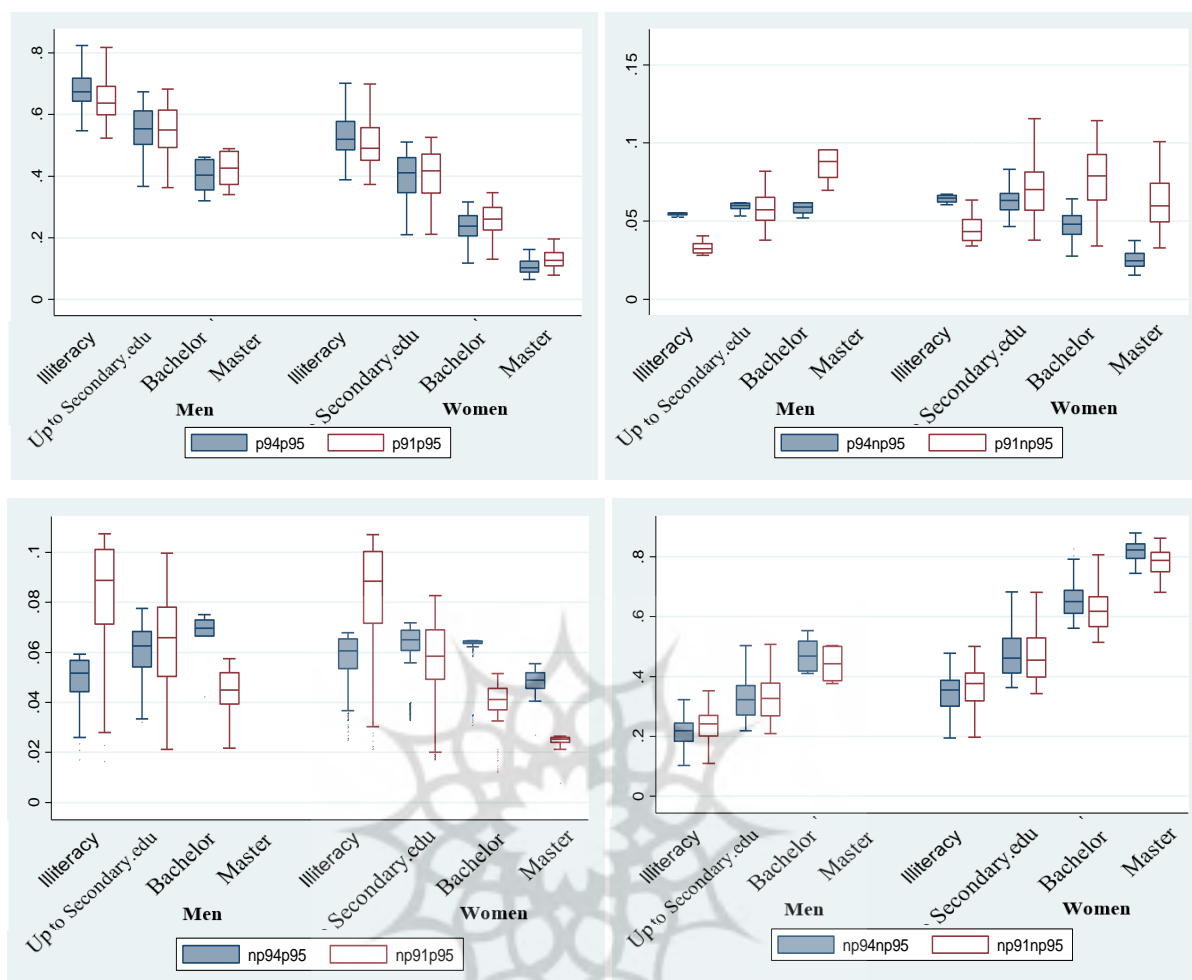 .8
.6
.4
.2
0
Illiteracy
Up to Secondary.edu
Bachelor
Master
Illiteracy
Secondary.edu
Bachelor
Master
Men
Women
p94p95
p91p95
.15
.1
.05
0
Illiteracy
Up to Secondary.edu
Bachelor
Master
Illiteracy
Secondary.edu
Bachelor
Master
Men
Women
p94np95
p91np95
.1
.08
.06
.04
.02
0
Illiteracy
Up to Secondary.edu
Bachelor
Master
Illiteracy
Secondary.edu
Bachelor
Master
Men
Women
np94p95
np91p95
.8
.6
.4
.2
0
Illiteracy
Up to Secondary.edu
Bachelor
Master
Illiteracy
Secondary.edu
Bachelor
Master
Men
Women
np94np95
np91np95